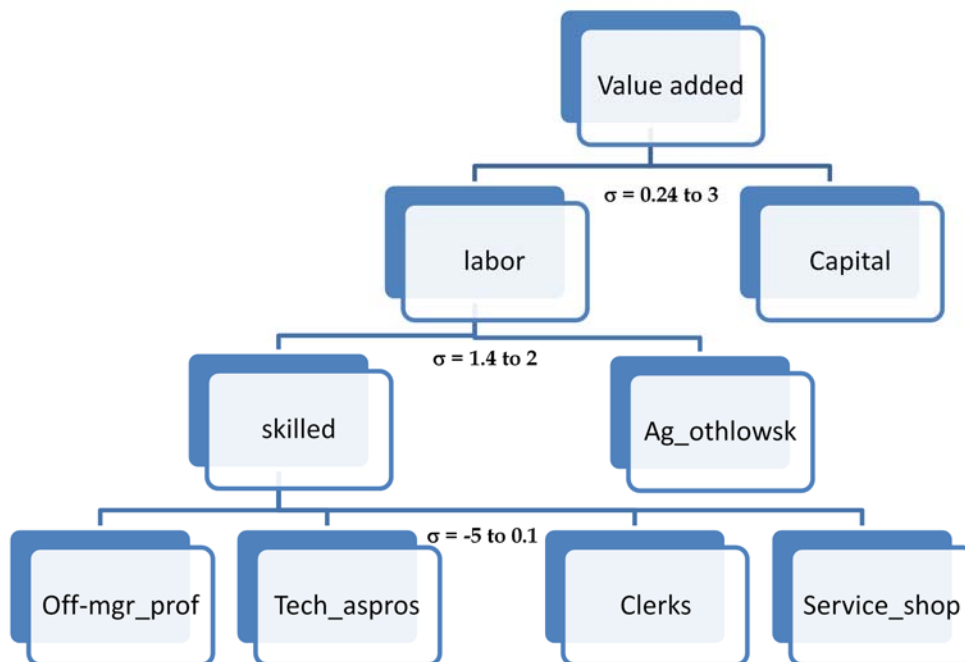 Value added
σ = 0.24 to 3
labor
Capital
σ = 1.4 to 2
skilled
Ag_othlowsk
σ = -5 to 0.1
Off-mgr_prof
Tech_aspros
Clerks
Service_shop